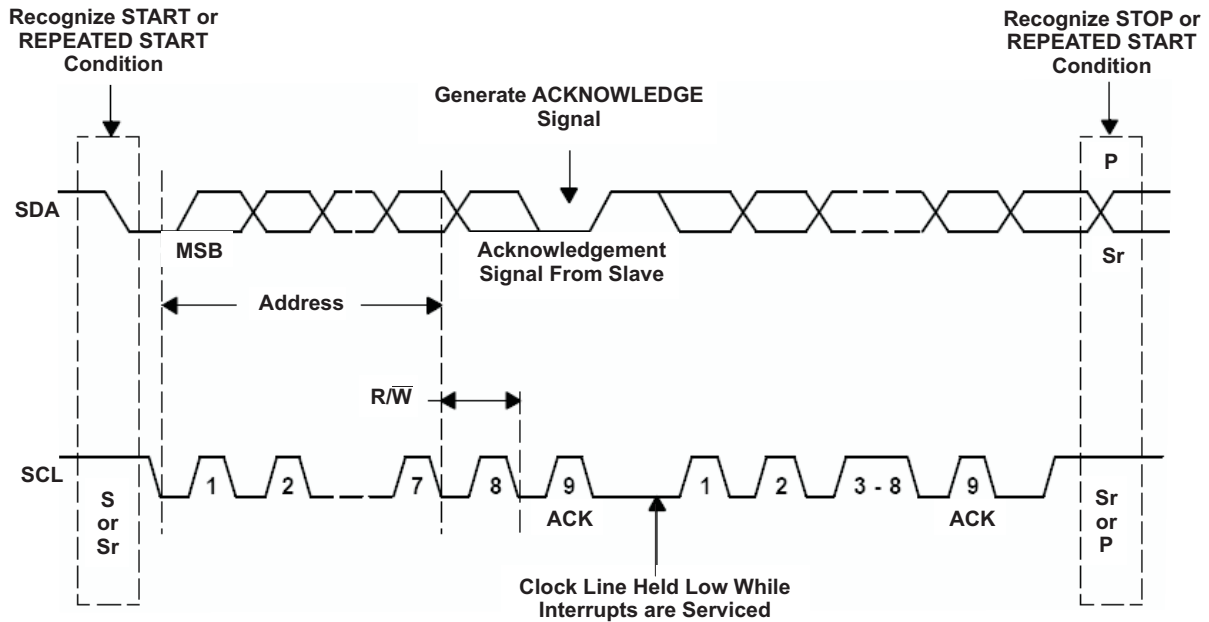 Recognize START or
REPEATED START
Condition
Recognize STOP or
REPEATED START
Condition
Generate ACKNOWLEDGE
Signal
P
SDA
MSB
Acknowledgement
Signal From Slave
Sr
Address
R/W̅
SCL
1
2
7
8
9
1
2
3 - 8
9
S
or
Sr
ACK
ACK
Sr
or
P
Clock Line Held Low While
Interrupts are Serviced